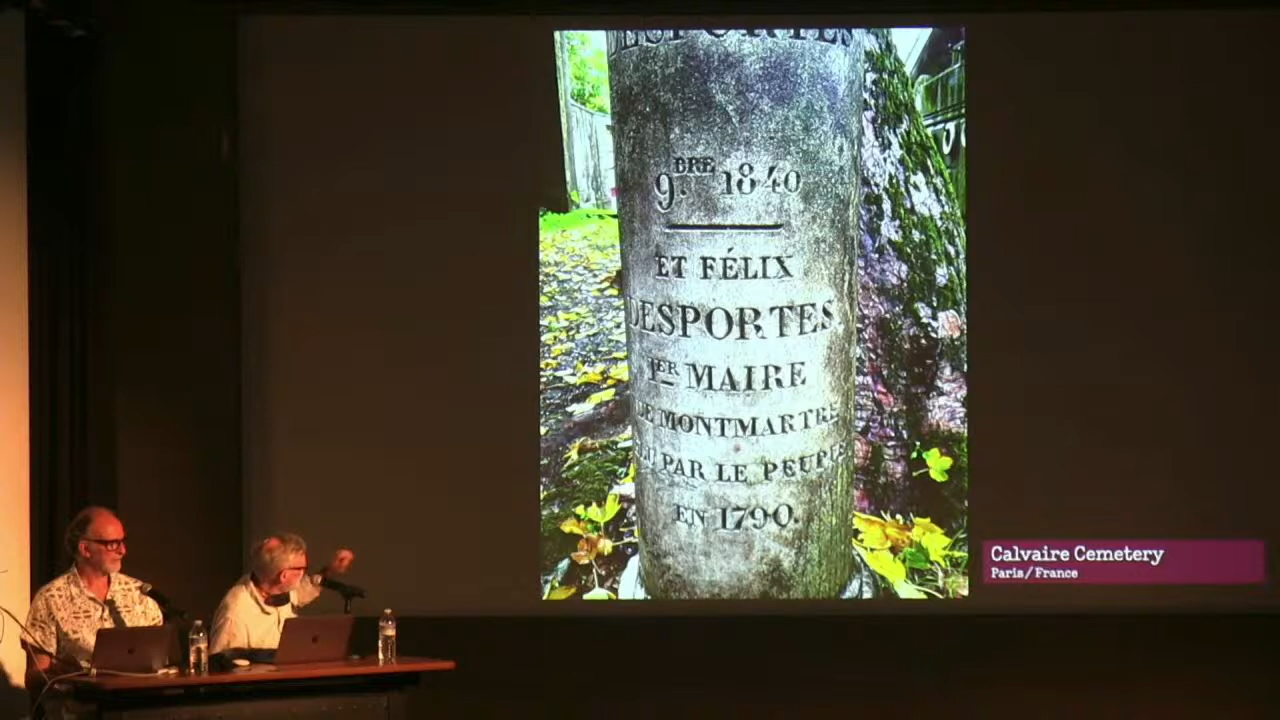 DESPORTES
9.BRE 1840
ET FÉLIX
DESPORTES
1ER MAIRE
DE MONTMARTRE
PAR LE PEUPLE
EN 1790.
Calvaire Cemetery
Paris/France